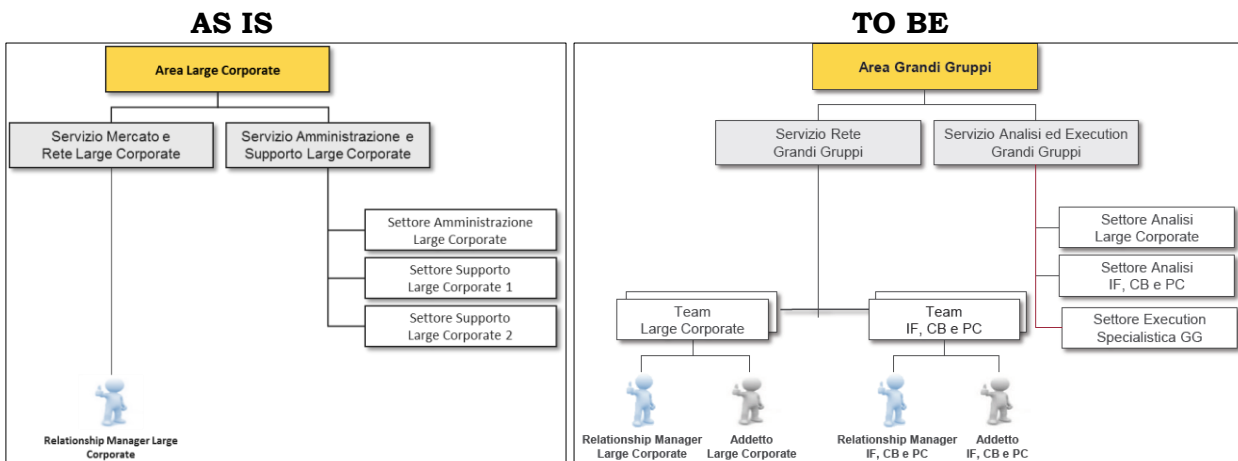 AS IS
Area Large Corporate
Servizio Mercato e
Rete Large Corporate
Servizio Amministrazione e
Supporto Large Corporate
Settore Amministrazione
Large Corporate
Settore Supporto
Large Corporate 1
Settore Supporto
Large Corporate 2
Relationship Manager Large
Corporate
TO BE
Area Grandi Gruppi
Servizio Rete
Grandi Gruppi
Servizio Analisi ed Execution
Grandi Gruppi
Settore Analisi
Large Corporate
Settore Analisi
IF, CB e PC
Settore Execution
Specialistica GG
Team
Large Corporate
Team
IF, CB e PC
Relationship Manager
Large Corporate
Addetto
Large Corporate
Relationship Manager
IF, CB e PC
Addetto
IF, CB e PC